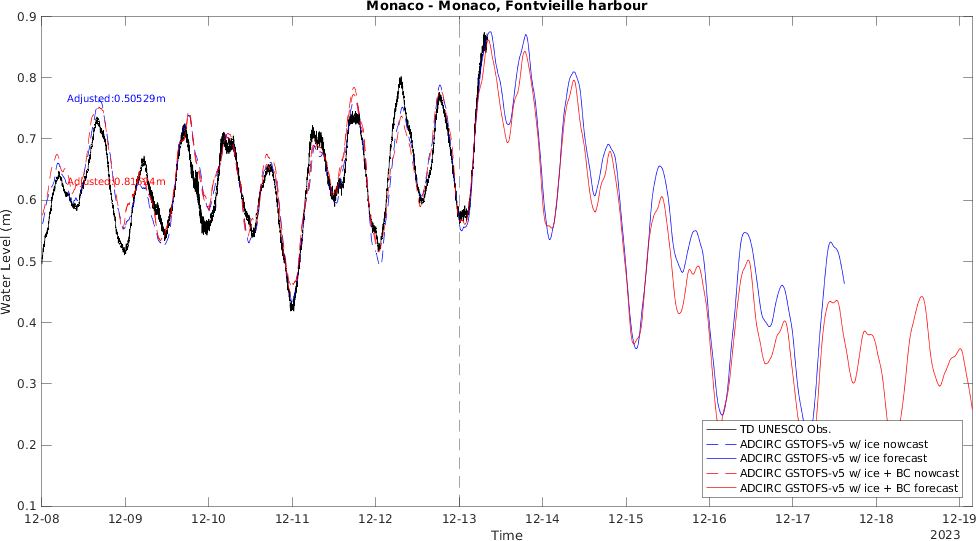 Monaco - Monaco, Fontvieille harbour
0.9
0.8
0.7
0.6
0.5
0.4
0.3
0.2
0.1
Water Level (m)
Adjusted:0.50529m
TD UNESCO Obs.
ADCIRC GSTOFS-v5 w/ ice nowcast
ADCIRC GSTOFS-v5 w/ ice forecast
ADCIRC GSTOFS-v5 w/ ice + BC nowcast
ADCIRC GSTOFS-v5 w/ ice + BC forecast
12-08 12-09 12-10 12-11 12-12 12-13 12-14 12-15 12-16 12-17 12-18 12-19
Time
2023